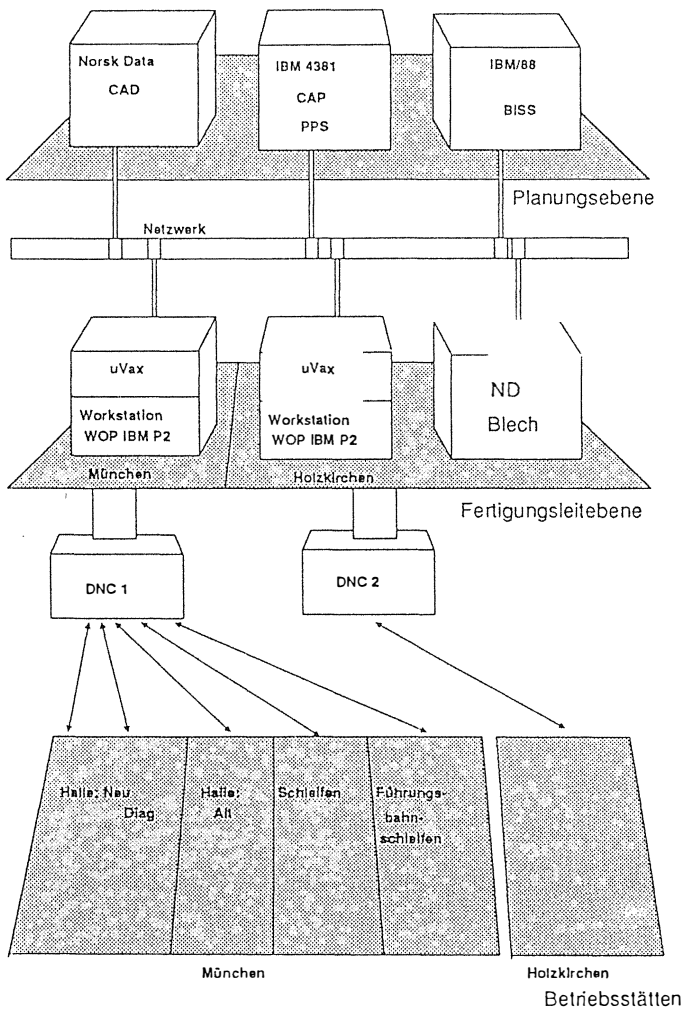 Norsk Data
CAD
IBM 4381
CAP
PPS
IBM/88
BISS
Planungsebene
Netzwerk
uVax
Workstation
WOP IBM P2
München
uVax
Workstation
WOP IBM P2
Holzkirchen
ND
Blech
Fertigungsleitebene
DNC 1
DNC 2
Halle: Neu
Diag
Halle:
Alt
Schleifen
Führungs-
bahn-
schleifen
München
Holzkirchen
Betriebsstätten